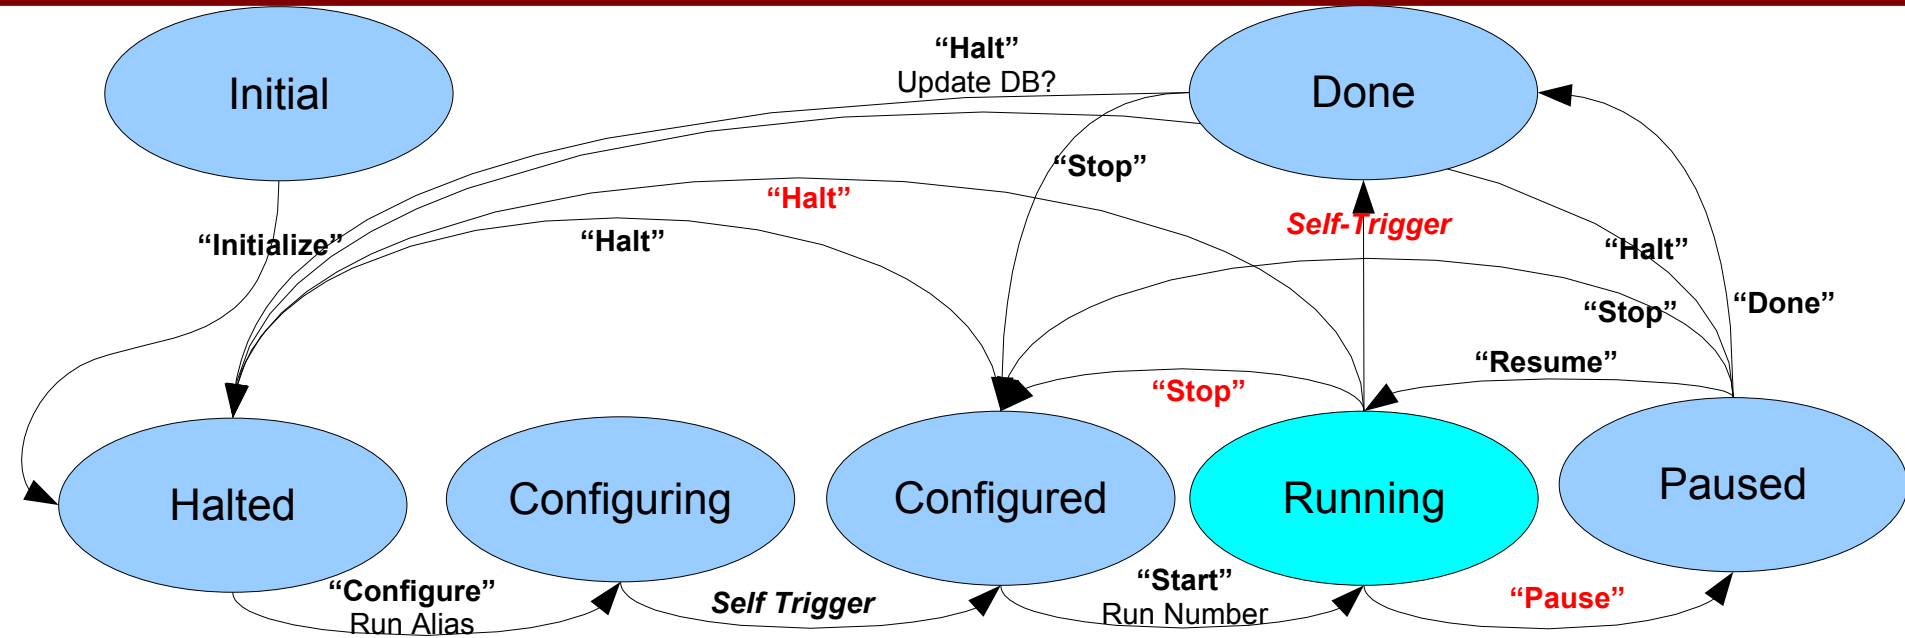 “Halt”
Update DB?
Initial
Done
“Stop”
“Halt”
Self-Trigger
“Initialize”
“Halt”
“Halt”
“Stop”
“Done”
“Resume”
“Stop”
Halted
Configuring
Configured
Running
Paused
“Configure”
Run Alias
Self Trigger
“Start”
Run Number
“Pause”